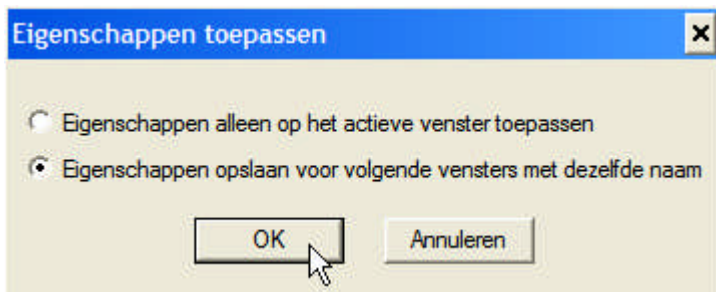 Eigenschappen toepassen
Eigenschappen alleen op het actieve venster toepassen
Eigenschappen opslaan voor volgende vensters met dezelfde naam
OK Annuleren